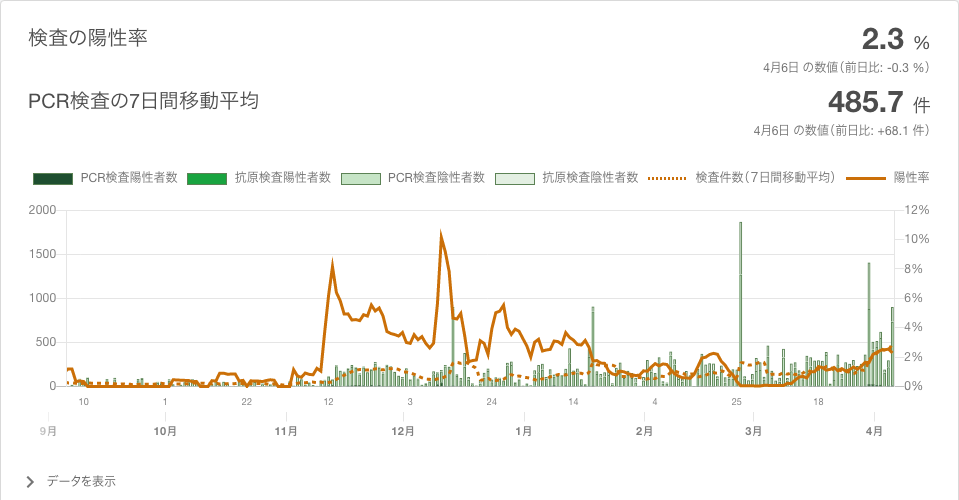 検査の陽性率
2.3 %
4月6日 の数値（前日比: -0.3 %）
PCR検査の7日間移動平均
485.7 件
4月6日 の数値（前日比: +68.1 件）
PCR検査陽性者数 抗原検査陽性者数 PCR検査陰性者数 抗原検査陰性者数 検査件数（7日間移動平均） 陽性率
2000 12%
10%
1500
8%
1000 6%
4%
500
2%
0 0%
10 1 22 12 3 24 14 4 25 18
9月 10月 11月 12月 1月 2月 3月 4月
データを表示